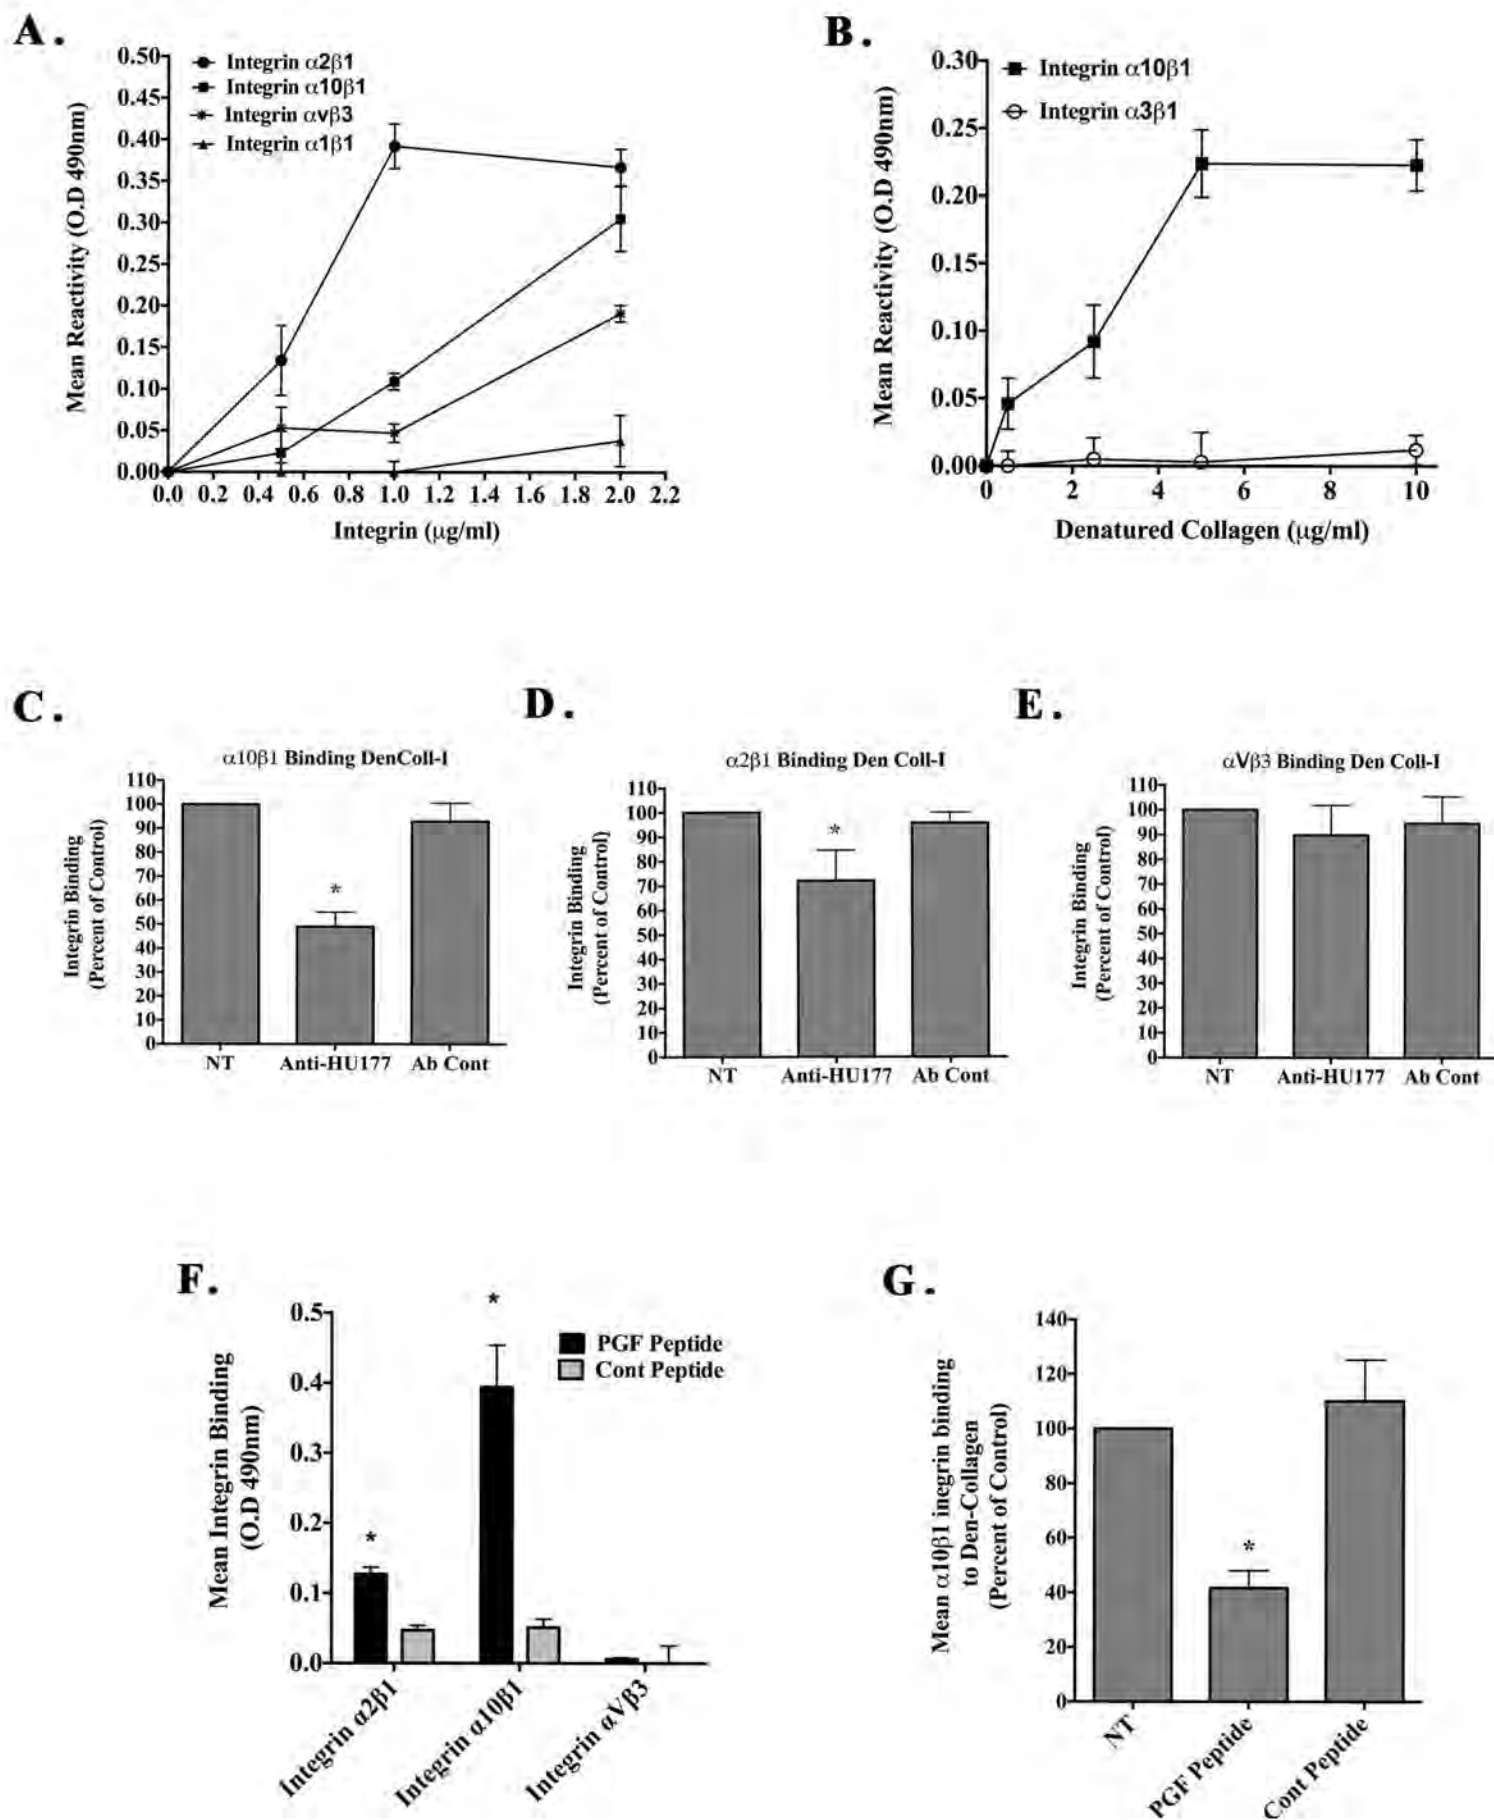 A.
Integrin α2β1
Integrin α10β1
Integrin αvβ3
Integrin α1β1
Mean Reactivity (O.D 490nm)
0.50
0.45
0.40
0.35
0.30
0.25
0.20
0.15
0.10
0.05
0.00
0.0 0.2 0.4 0.6 0.8 1.0 1.2 1.4 1.6 1.8 2.0 2.2
Integrin (μg/ml)
B.
Integrin α10β1
Integrin α3β1
Mean Reactivity (O.D 490nm)
0.30
0.25
0.20
0.15
0.10
0.05
0.00
0 2 4 6 8 10
Denatured Collagen (μg/ml)
C.
α10β1 Binding DenColl-I
Integrin Binding
(Percent of Control)
110
100
90
80
70
60
50
40
30
20
10
0
*
NT Anti-HU177 Ab Cont
D.
α2β1 Binding Den Coll-I
Integrin Binding
(Percent of Control)
110
100
90
80
70
60
50
40
30
20
10
0
*
NT Anti-HU177 Ab Cont
E.
αVβ3 Binding Den Coll-I
Integrin Binding
(Percent of Control)
110
100
90
80
70
60
50
40
30
20
10
0
NT Anti-HU177 Ab Cont
F.
Mean Integrin Binding
(O.D 490nm)
0.5
0.4
0.3
0.2
0.1
0.0
*
*
PGF Peptide
Cont Peptide
Integrin α2β1
Integrin α10β1
Integrin αVβ3
G.
Mean α10β1 inegrin binding
to Den-Collagen
(Percent of Control)
140
120
100
80
60
40
20
0
*
NT
PGF Peptide
Cont Peptide